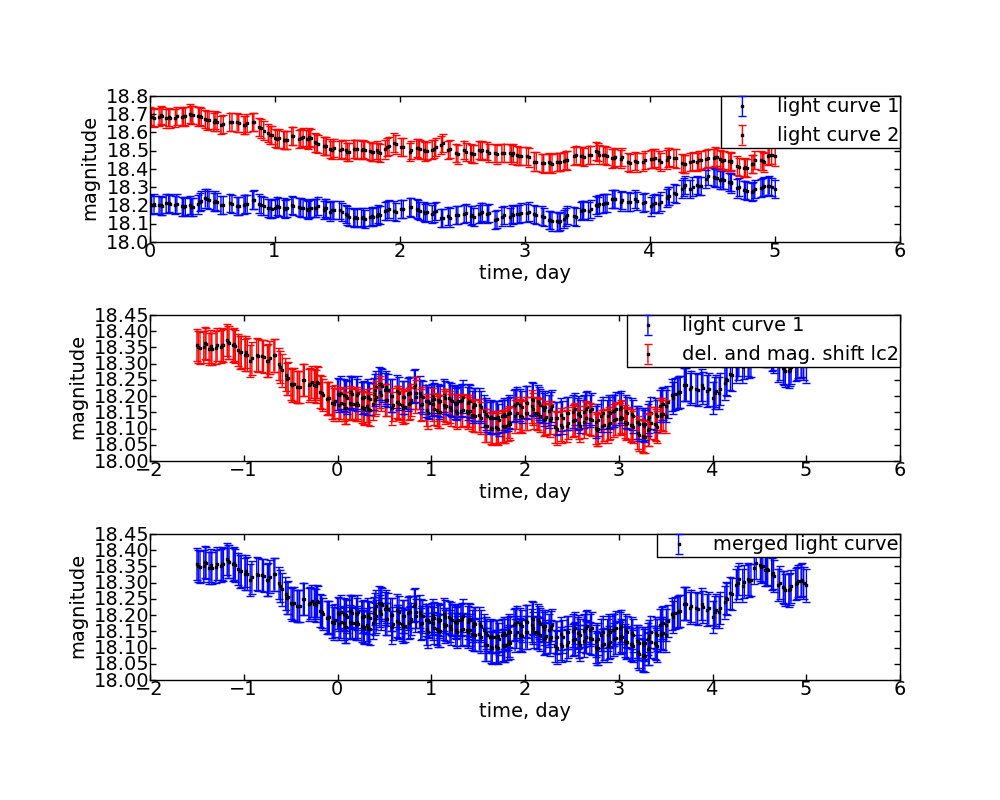 18.8
18.7
18.6
18.5
18.4
18.3
18.2
18.1
18.0
magnitude
light curve 1
light curve 2
0 1 2 3 4 5 6
time, day
18.45
18.40
18.35
18.30
18.25
18.20
18.15
18.10
18.05
18.00
magnitude
light curve 1
del. and mag. shift lc2
−2 −1 0 1 2 3 4 5 6
time, day
18.45
18.40
18.35
18.30
18.25
18.20
18.15
18.10
18.05
18.00
magnitude
merged light curve
−2 −1 0 1 2 3 4 5 6
time, day